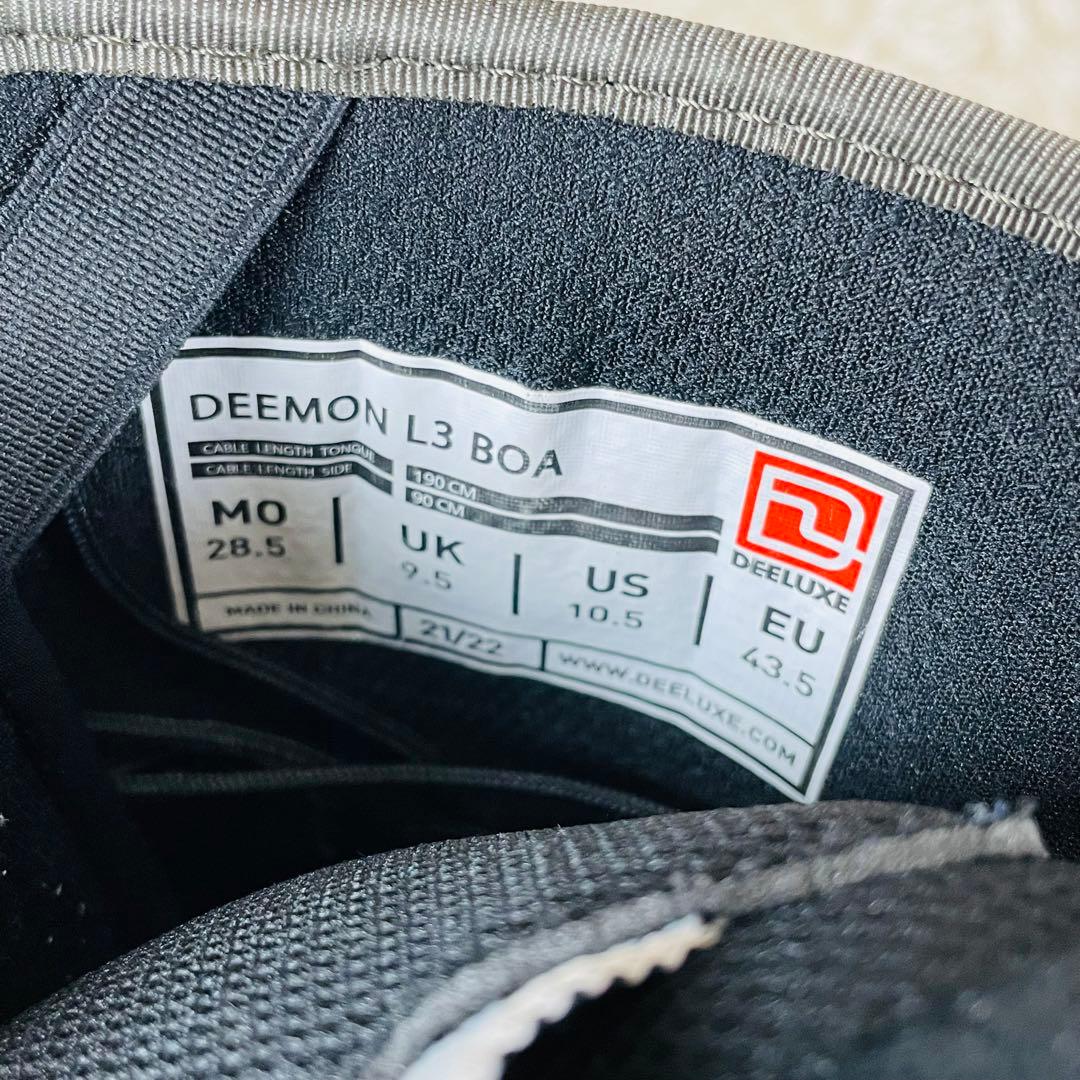 DEEMON L3 BOA
CABLE LENGTH TONGUE 190 CM
CABLE LENGTH SIDE 90 CM
MO UK US EU
28.5 9.5 10.5 43.5
MADE IN CHINA 21/22 WWW.DEELUXE.COM
DEELUXE